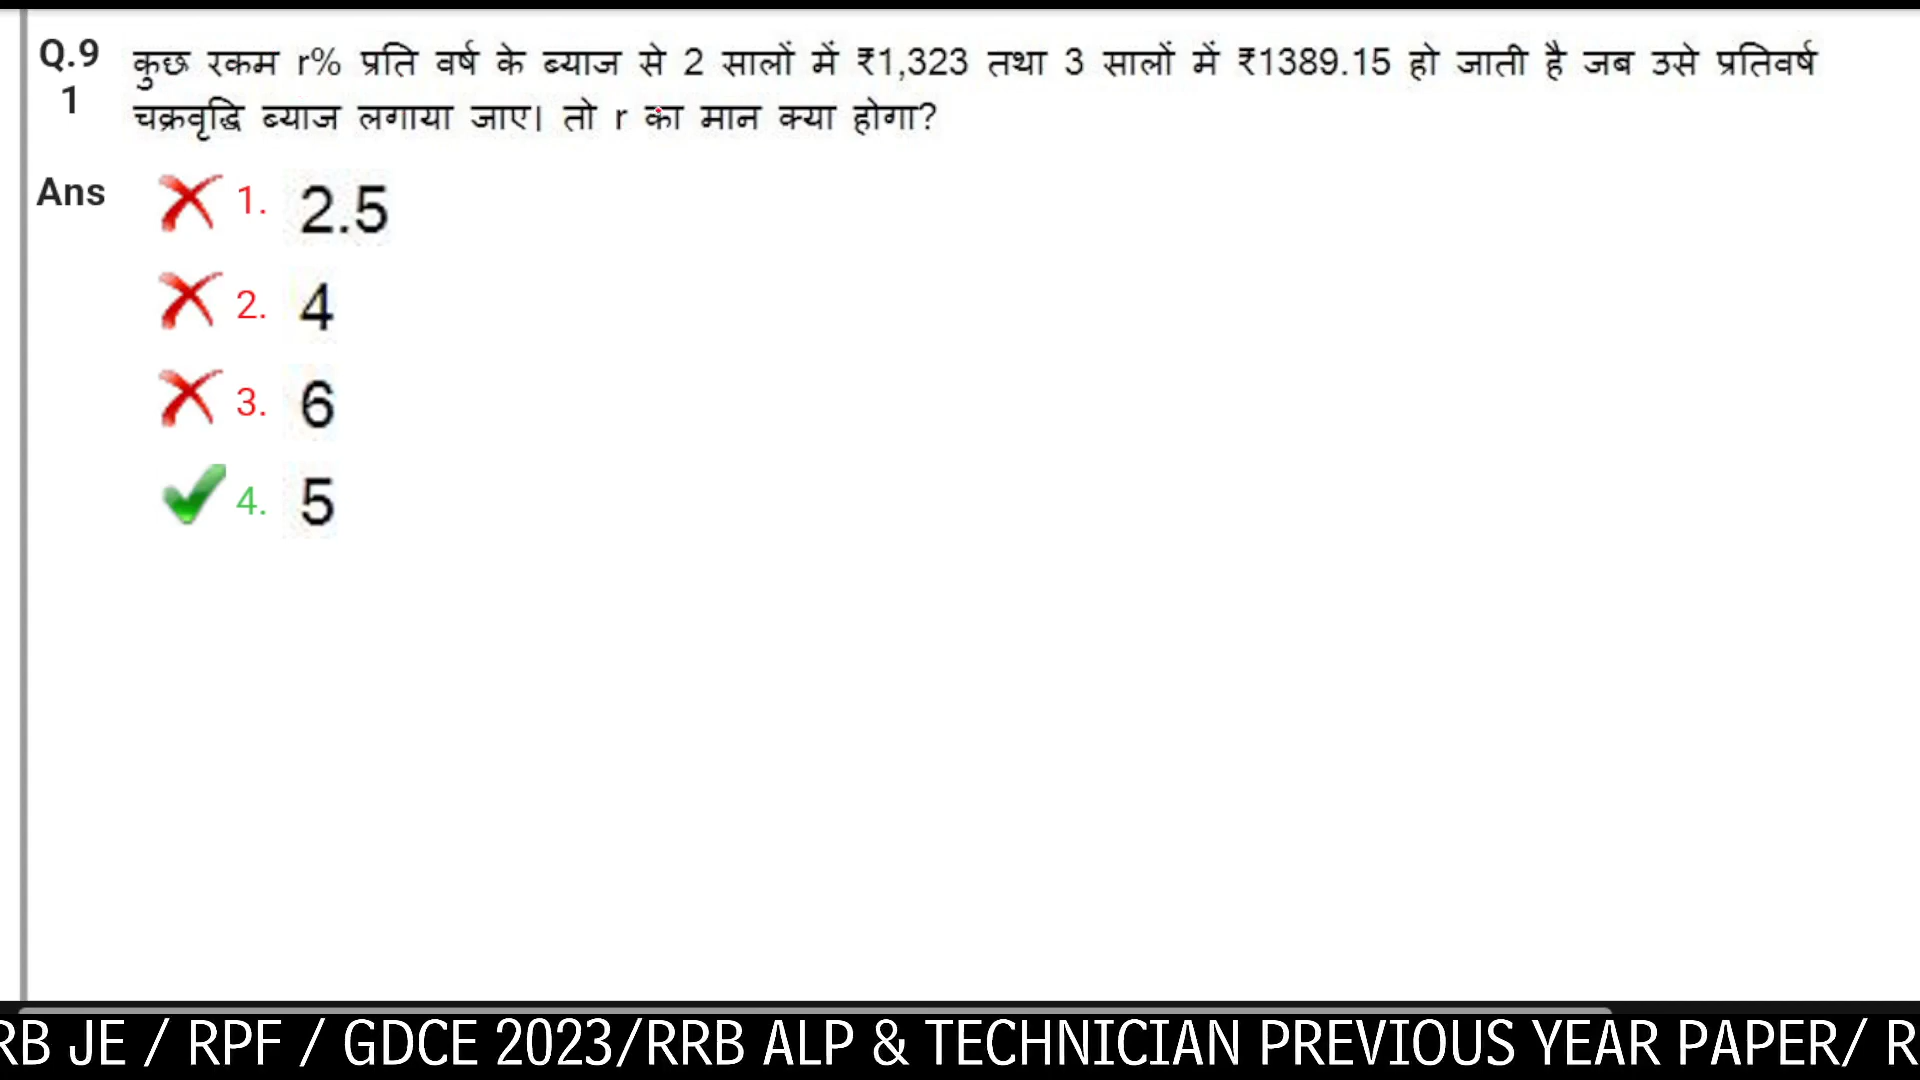 Q.9 कुछ रकम r% प्रति वर्ष के ब्याज से 2 सालों में ₹1,323 तथा 3 सालों में ₹1389.15 हो जाती है जब उसे प्रतिवर्ष
1 चक्रवृद्धि ब्याज लगाया जाए। तो r का मान क्या होगा?
Ans 1. 2.5
2. 4
3. 6
4. 5
RB JE / RPF / GDCE 2023/RRB ALP & TECHNICIAN PREVIOUS YEAR PAPER/ R